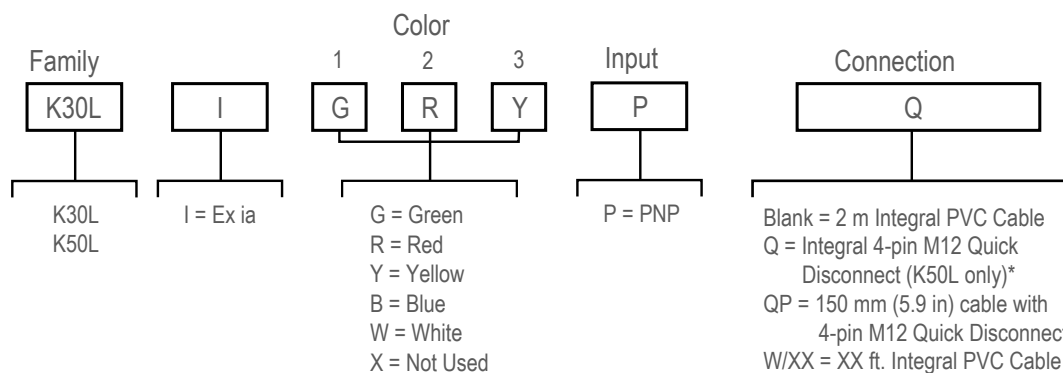 Color
Family 1 2 3 Input Connection
K30L I G R Y P Q
K30L
K50L
I = Ex ia
G = Green
R = Red
Y = Yellow
B = Blue
W = White
X = Not Used
P = PNP
Blank = 2 m Integral PVC Cable
Q = Integral 4-pin M12 Quick
Disconnect (K50L only)*
QP = 150 mm (5.9 in) cable with
4-pin M12 Quick Disconnect
W/XX = XX ft. Integral PVC Cable